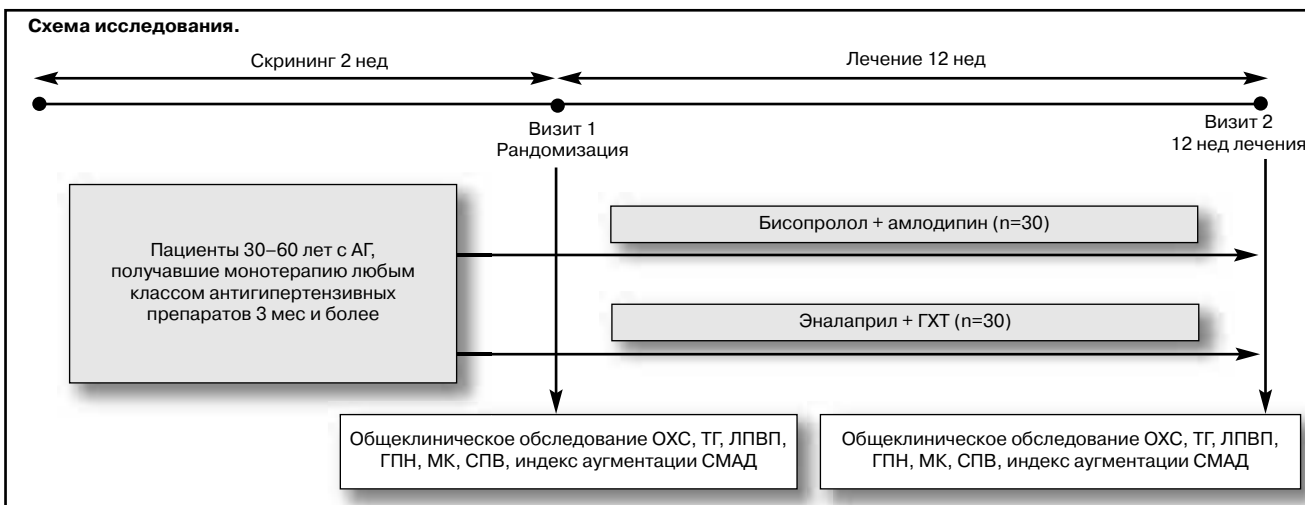 Схема исследования.
Скрининг 2 нед
Лечение 12 нед
Визит 1
Рандомизация
Визит 2
12 нед лечения
Пациенты 30–60 лет с АГ,
получавшие монотерапию любым
классом антигипертензивных
препаратов 3 мес и более
Бисопролол + амлодипин (n=30)
Эналаприл + ГХТ (n=30)
Общеклиническое обследование ОХС, ТГ, ЛПВП,
ГПН, МК, СПВ, индекс аугментации СМАД
Общеклиническое обследование ОХС, ТГ, ЛПВП,
ГПН, МК, СПВ, индекс аугментации СМАД